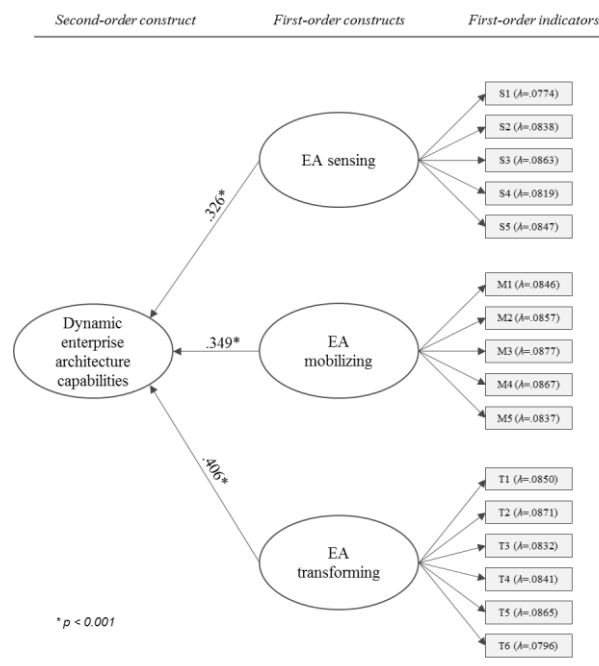 Second-order construct
First-order constructs
First-order indicators
EA sensing
S1 (λ=.0774)
S2 (λ=.0838)
S3 (λ=.0863)
S4 (λ=.0819)
S5 (λ=.0847)
.326*
Dynamic
enterprise
architecture
capabilities
.349*
EA
mobilizing
M1 (λ=.0846)
M2 (λ=.0857)
M3 (λ=.0877)
M4 (λ=.0867)
M5 (λ=.0837)
.406*
EA
transforming
T1 (λ=.0850)
T2 (λ=.0871)
T3 (λ=.0832)
T4 (λ=.0841)
T5 (λ=.0865)
T6 (λ=.0796)
* p < 0.001